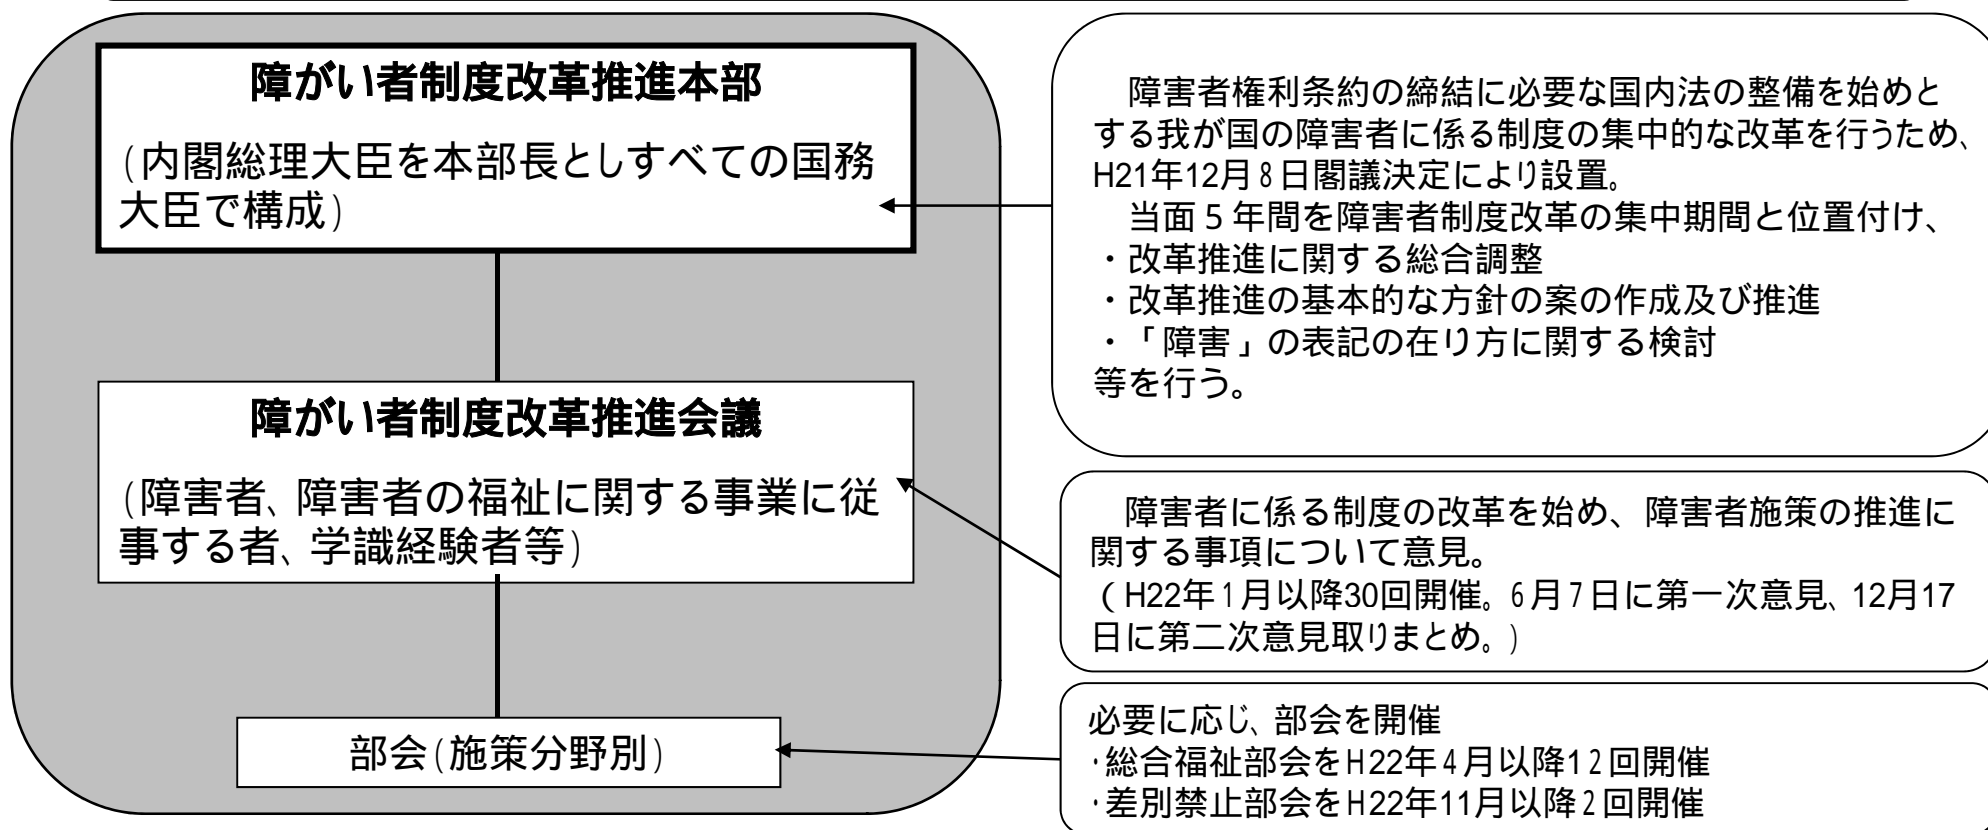 障がい者制度改革推進本部
(内閣総理大臣を本部長としすべての国務
大臣で構成)
障害者権利条約の締結に必要な国内法の整備を始めと
する我が国の障害者に係る制度の集中的な改革を行うため、
H21年12月8日閣議決定により設置。
当面5年間を障害者制度改革の集中期間と位置付け、
・改革推進に関する総合調整
・改革推進の基本的な方針の案の作成及び推進
・「障害」の表記の在り方に関する検討
等を行う。
障がい者制度改革推進会議
(障害者、障害者の福祉に関する事業に従
事する者、学識経験者等)
障害者に係る制度の改革を始め、障害者施策の推進に
関する事項について意見。
(H22年1月以降30回開催。6月7日に第一次意見、12月17
日に第二次意見取りまとめ。)
部会(施策分野別)
必要に応じ、部会を開催
・総合福祉部会をH22年4月以降12回開催
・差別禁止部会をH22年11月以降2回開催